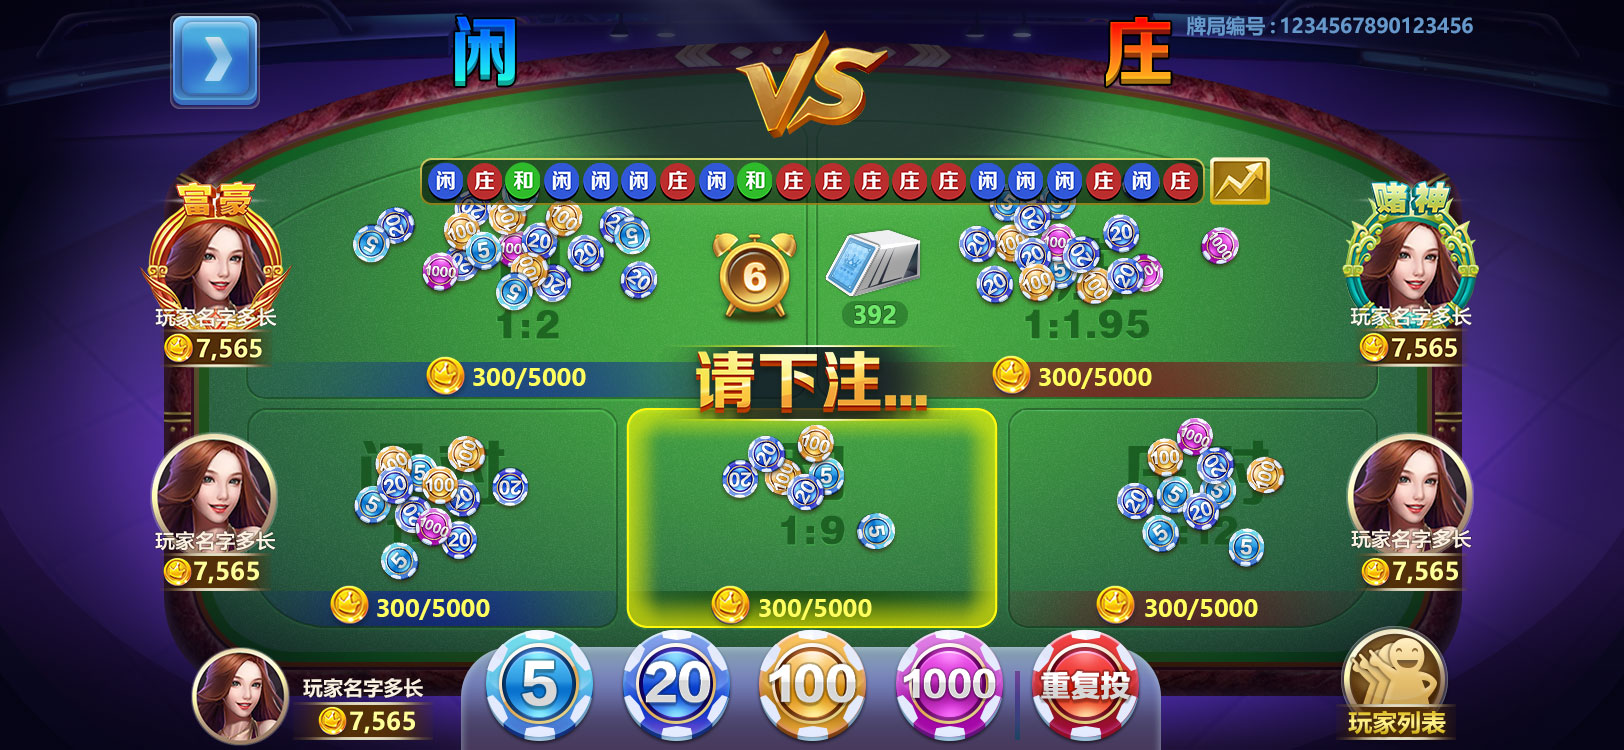 闲
VS
庄
牌局编号:1234567890123456
闲 庄 和 闲 闲 闲 庄 闲 和 庄 庄 庄 庄 庄 闲 闲 闲 庄 闲 庄
富豪
玩家名字多长
7,565
赌神
玩家名字多长
7,565
6
392
1:2
1:1.95
300/5000
300/5000
请下注...
1:9
玩家名字多长
7,565
玩家名字多长
7,565
300/5000
300/5000
300/5000
玩家名字多长
7,565
5
20
100
1000
重复投
玩家列表